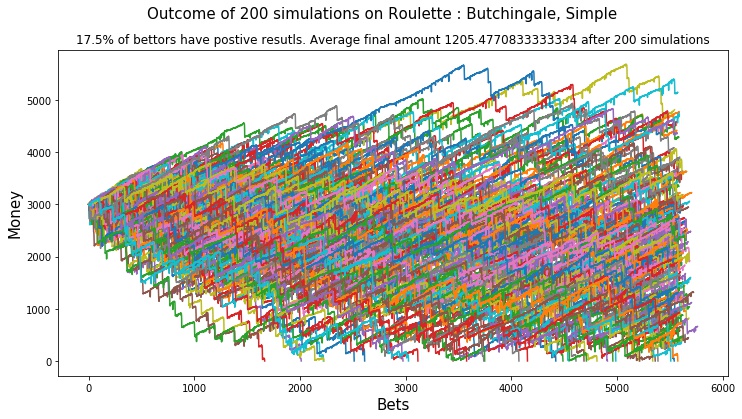 Outcome of 200 simulations on Roulette : Butchingale, Simple
17.5% of bettors have postive resutls. Average final amount 1205.4770833333334 after 200 simulations
5000
4000
3000
2000
1000
0
Money
0 1000 2000 3000 4000 5000 6000
Bets